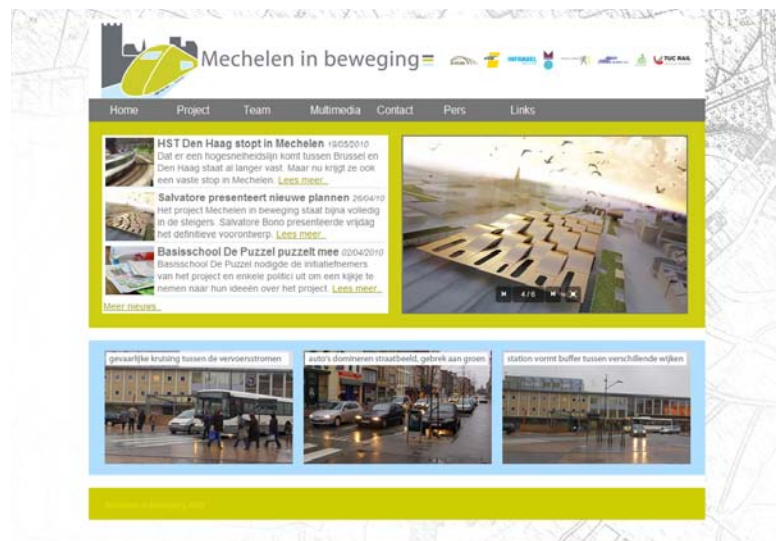 Mechelen in beweging
INFRABEL
TUC RAIL
Home Project Team Multimedia Contact Pers Links
HST Den Haag stopt in Mechelen 19/05/2010
Dat er een hogesnelheidslijn komt tussen Brussel en
Den Haag staat al langer vast. Maar nu krijgt ze ook
een vaste stop in Mechelen. Lees meer...
Salvatore presenteert nieuwe plannen 26/04/10
Het project Mechelen in beweging staat bijna volledig
in de steigers. Salvatore Bono presenteerde vrijdag
het definitieve voorontwerp. Lees meer...
Basisschool De Puzzel puzzelt mee 02/04/2010
Basisschool De Puzzel nodigde de initiatiefnemers
van het project en enkele politici uit om een kijkje te
nemen naar hun ideeën over het project. Lees meer...
Meer nieuws...
4 / 6
gevaarlijke kruising tussen de vervoersstromen
auto's domineren straatbeeld, gebrek aan groen
station vormt buffer tussen verschillende wijken